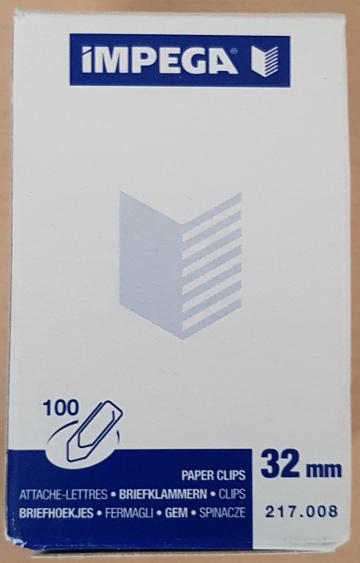 IMPEGA®
100
PAPER CLIPS
32 mm
ATTACHE-LETTRES • BRIEFKLAMMERN • CLIPS
BRIEFHOEKJES • FERMAGLI • GEM • SPINACZE
217.008